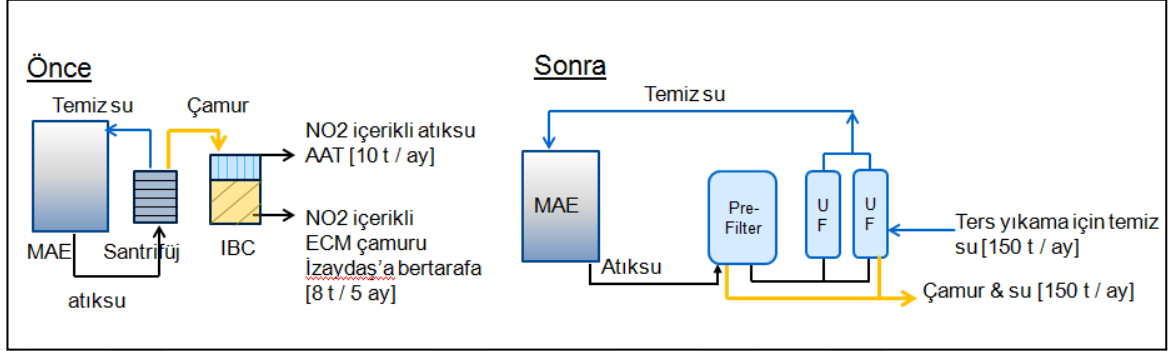 Önce
Temiz su
Çamur
NO2 içerikli atıksu
AAT [10 t / ay]
NO2 içerikli
ECM çamuru
İzaydaş'a bertarafa
[8 t / 5 ay]
MAE
Santrifüj
IBC
atıksu
Sonra
Temiz su
MAE
Pre-
Filter
U
F
U
F
Ters yıkama için temiz
su [150 t / ay]
Atıksu
Çamur & su [150 t / ay]